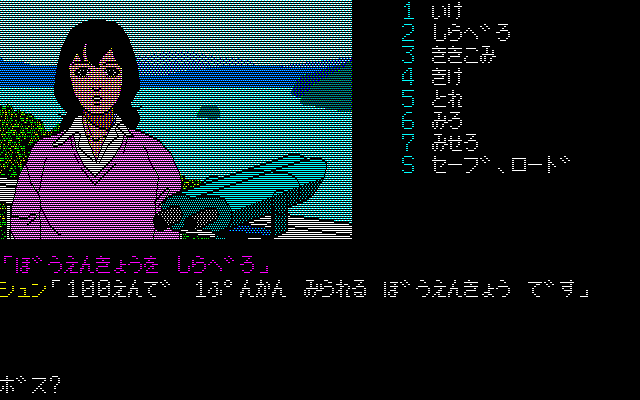 1 いけ
2 しらべろ
3 ききこみ
4 きけ
5 とれ
6 みろ
7 みせろ
S セーブ、ロード
「ぼうえんきょうを しらべろ」
シュン「100えんで 1ぷんかん みられる ぼうえんきょう です」
ボス?